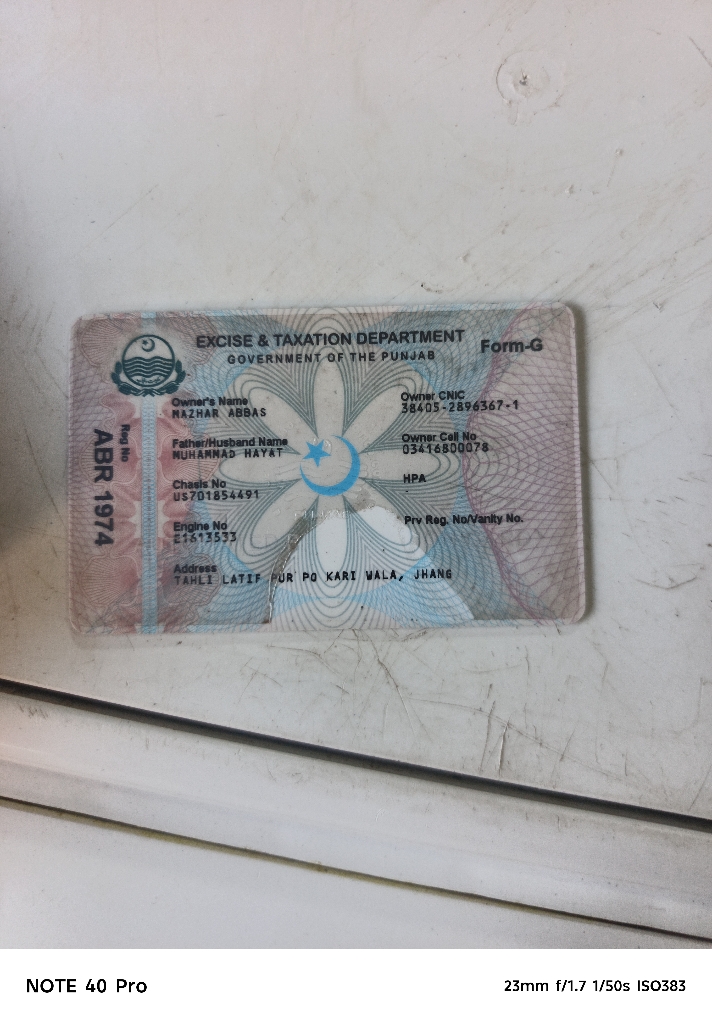 EXCISE & TAXATION DEPARTMENT
GOVERNMENT OF THE PUNJAB
Form-G
Reg No
ABR 1974
Owner's Name
MAZHAR ABBAS
Owner CNIC
38405-2896367-1
Father/Husband Name
MUHAMMAD HAYAT
Owner Cell No
03416800078
Chasis No
US701854491
HPA
Engine No
E1613533
Prv Reg. No/Vanity No.
Address
TAHLI LATIF PUR PO KARI WALA, JHANG
NOTE 40 Pro
23mm f/1.7 1/50s ISO383